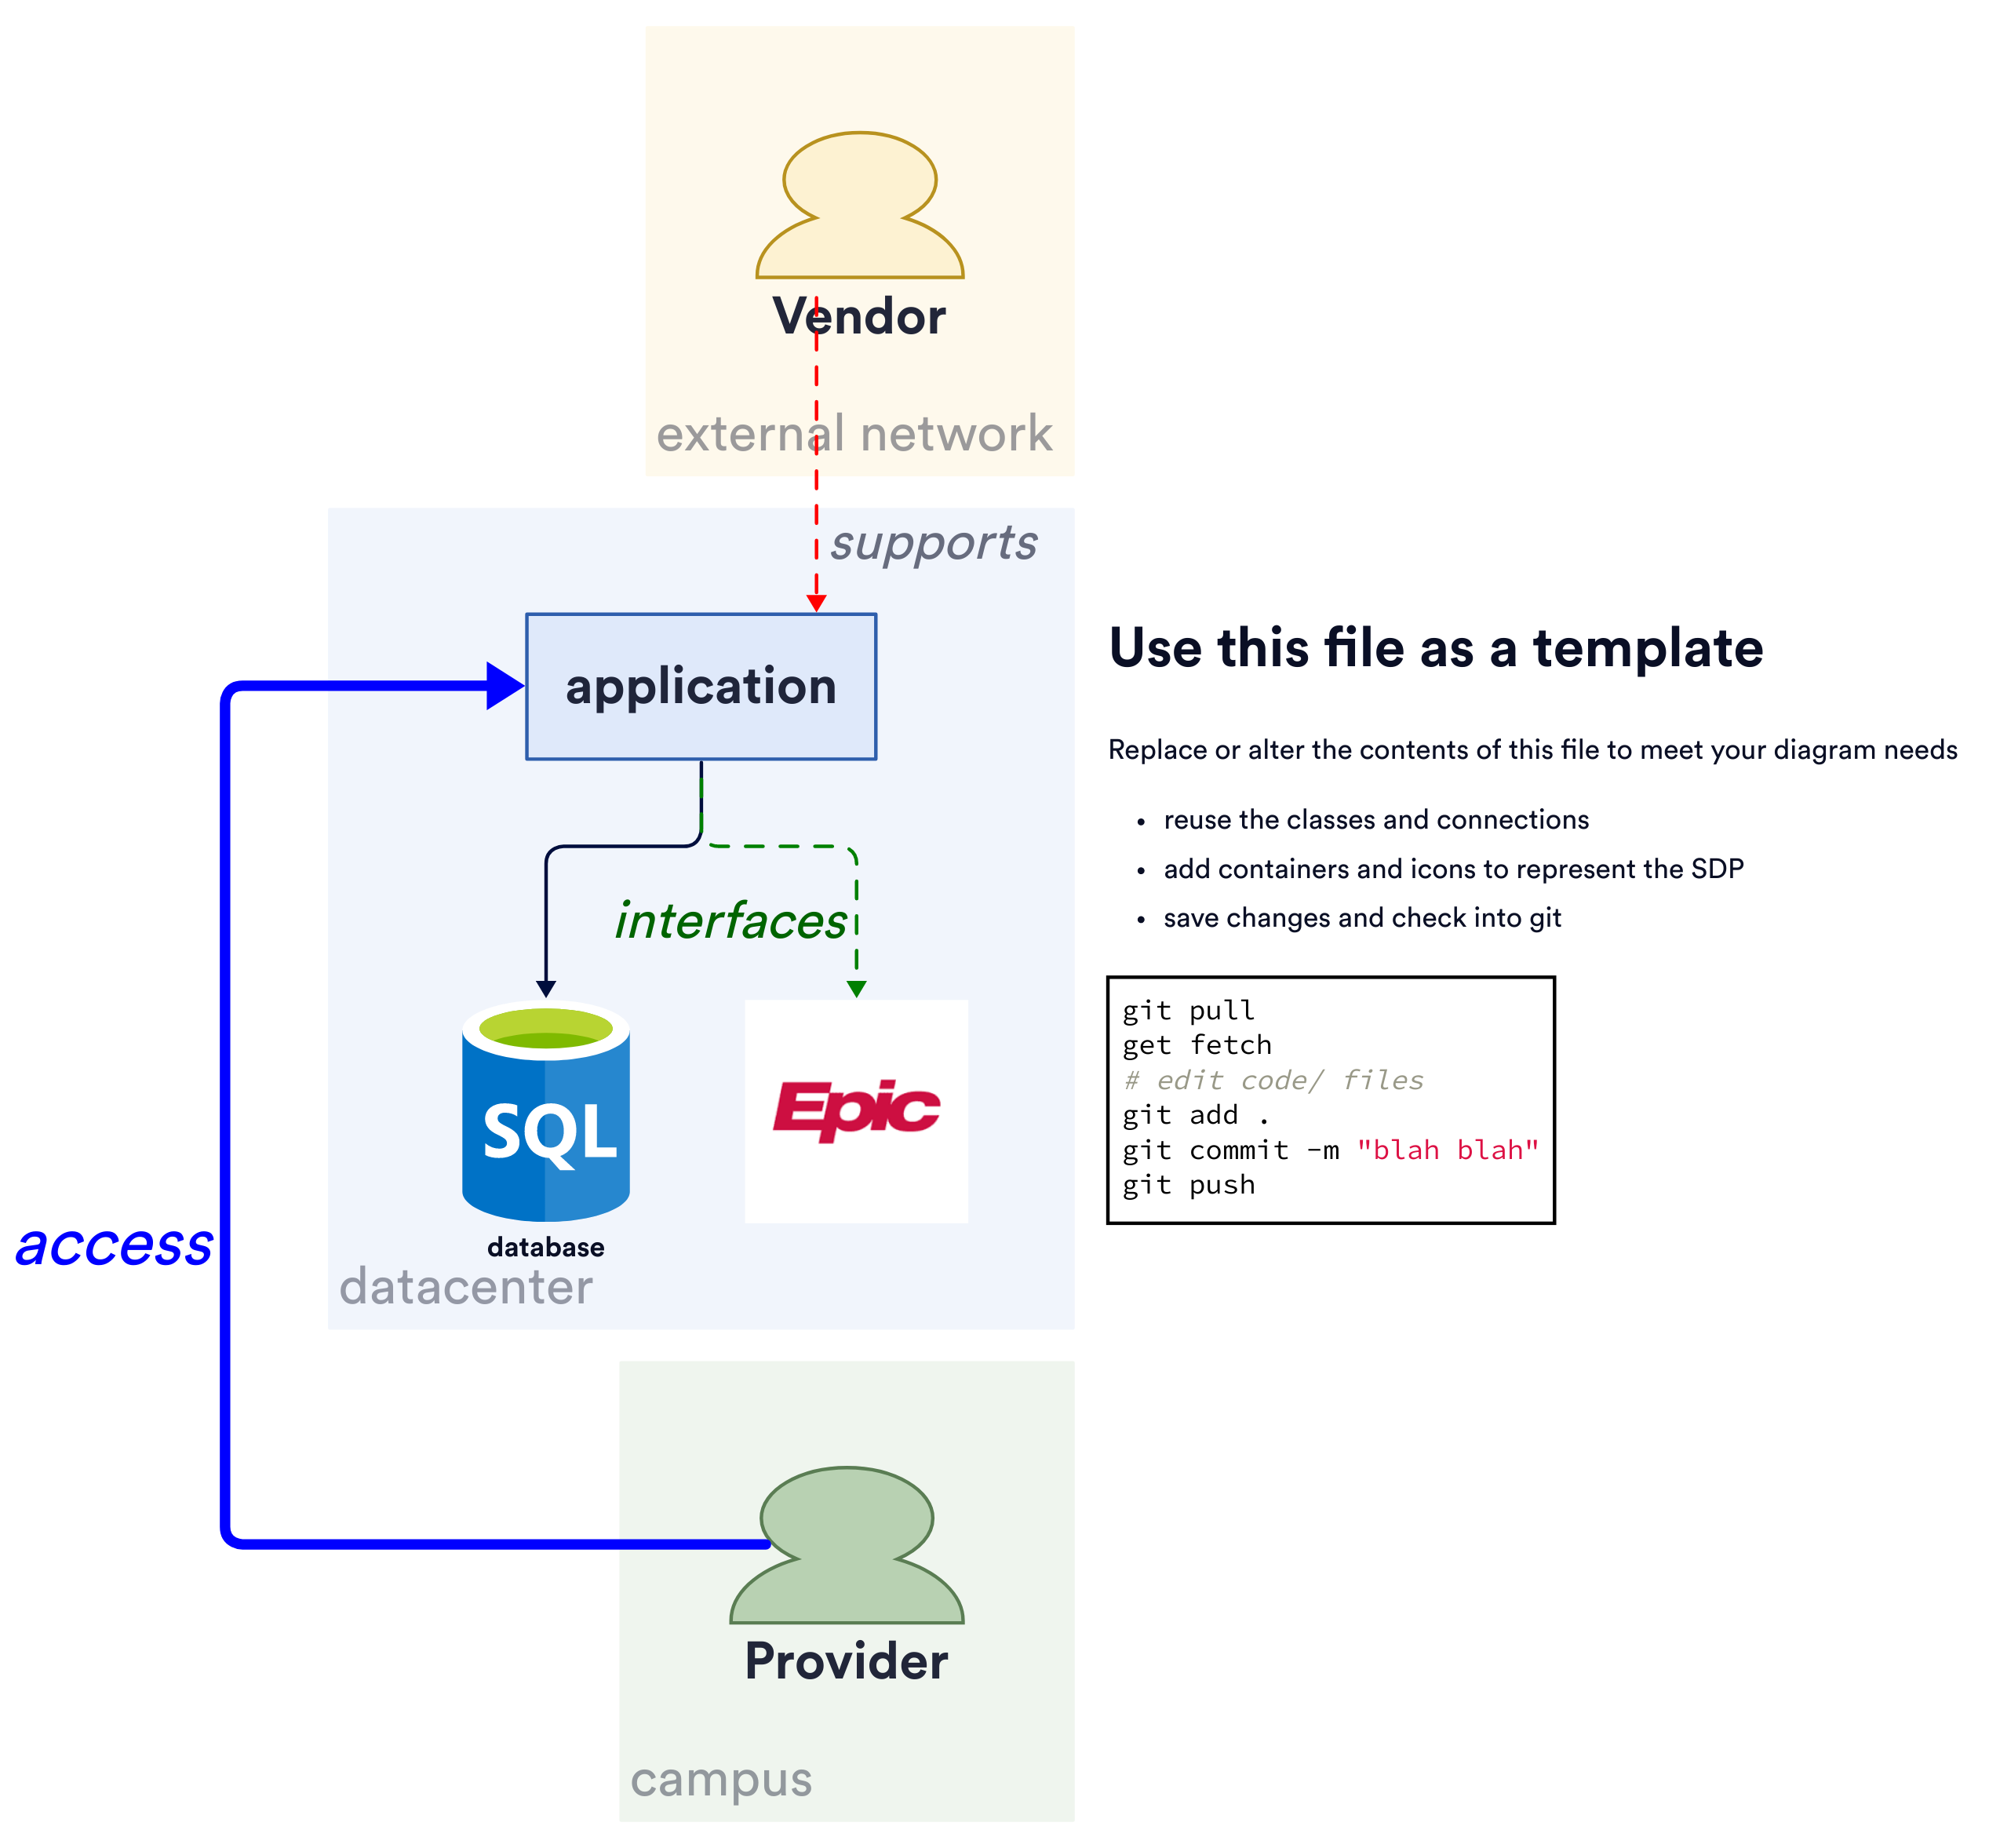 Vendor
external network
supports
application
interfaces
SQL
Epic
database
datacenter
access
Provider
campus
Use this file as a template
Replace or alter the contents of this file to meet your diagram needs
• reuse the classes and connections
• add containers and icons to represent the SDP
• save changes and check into git
git pull
get fetch
# edit code/ files
git add .
git commit -m "blah blah"
git push